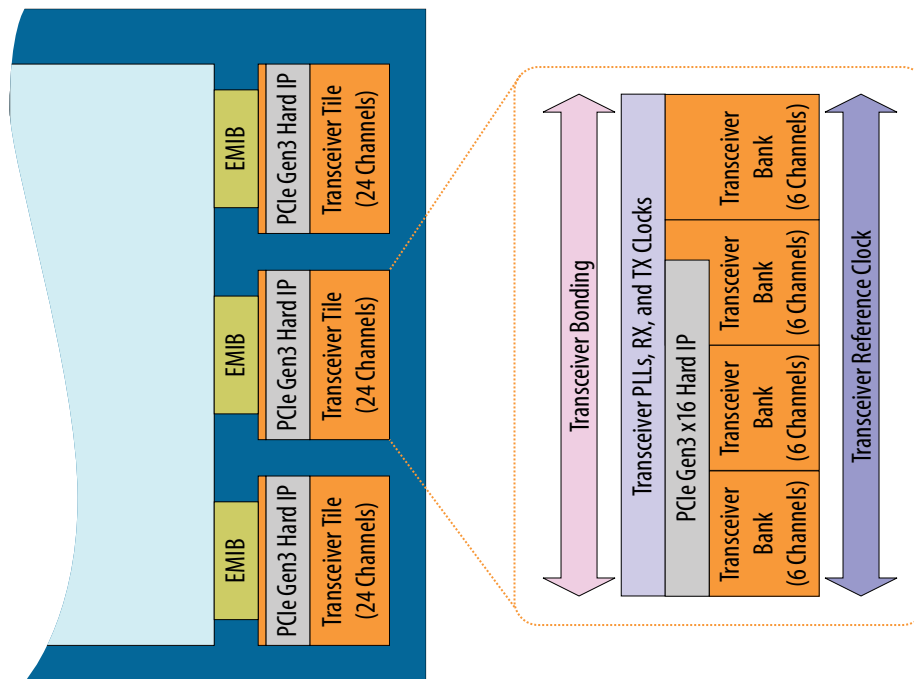 EMIB
PCIe Gen3 Hard IP
Transceiver Tile
(24 Channels)
EMIB
PCIe Gen3 Hard IP
Transceiver Tile
(24 Channels)
EMIB
PCIe Gen3 Hard IP
Transceiver Tile
(24 Channels)
Transceiver Bonding
Transceiver PLLs, RX, and TX Clocks
PCIe Gen3 x16 Hard IP
Transceiver
Bank
(6 Channels)
Transceiver
Bank
(6 Channels)
Transceiver
Bank
(6 Channels)
Transceiver
Bank
(6 Channels)
Transceiver Reference Clock